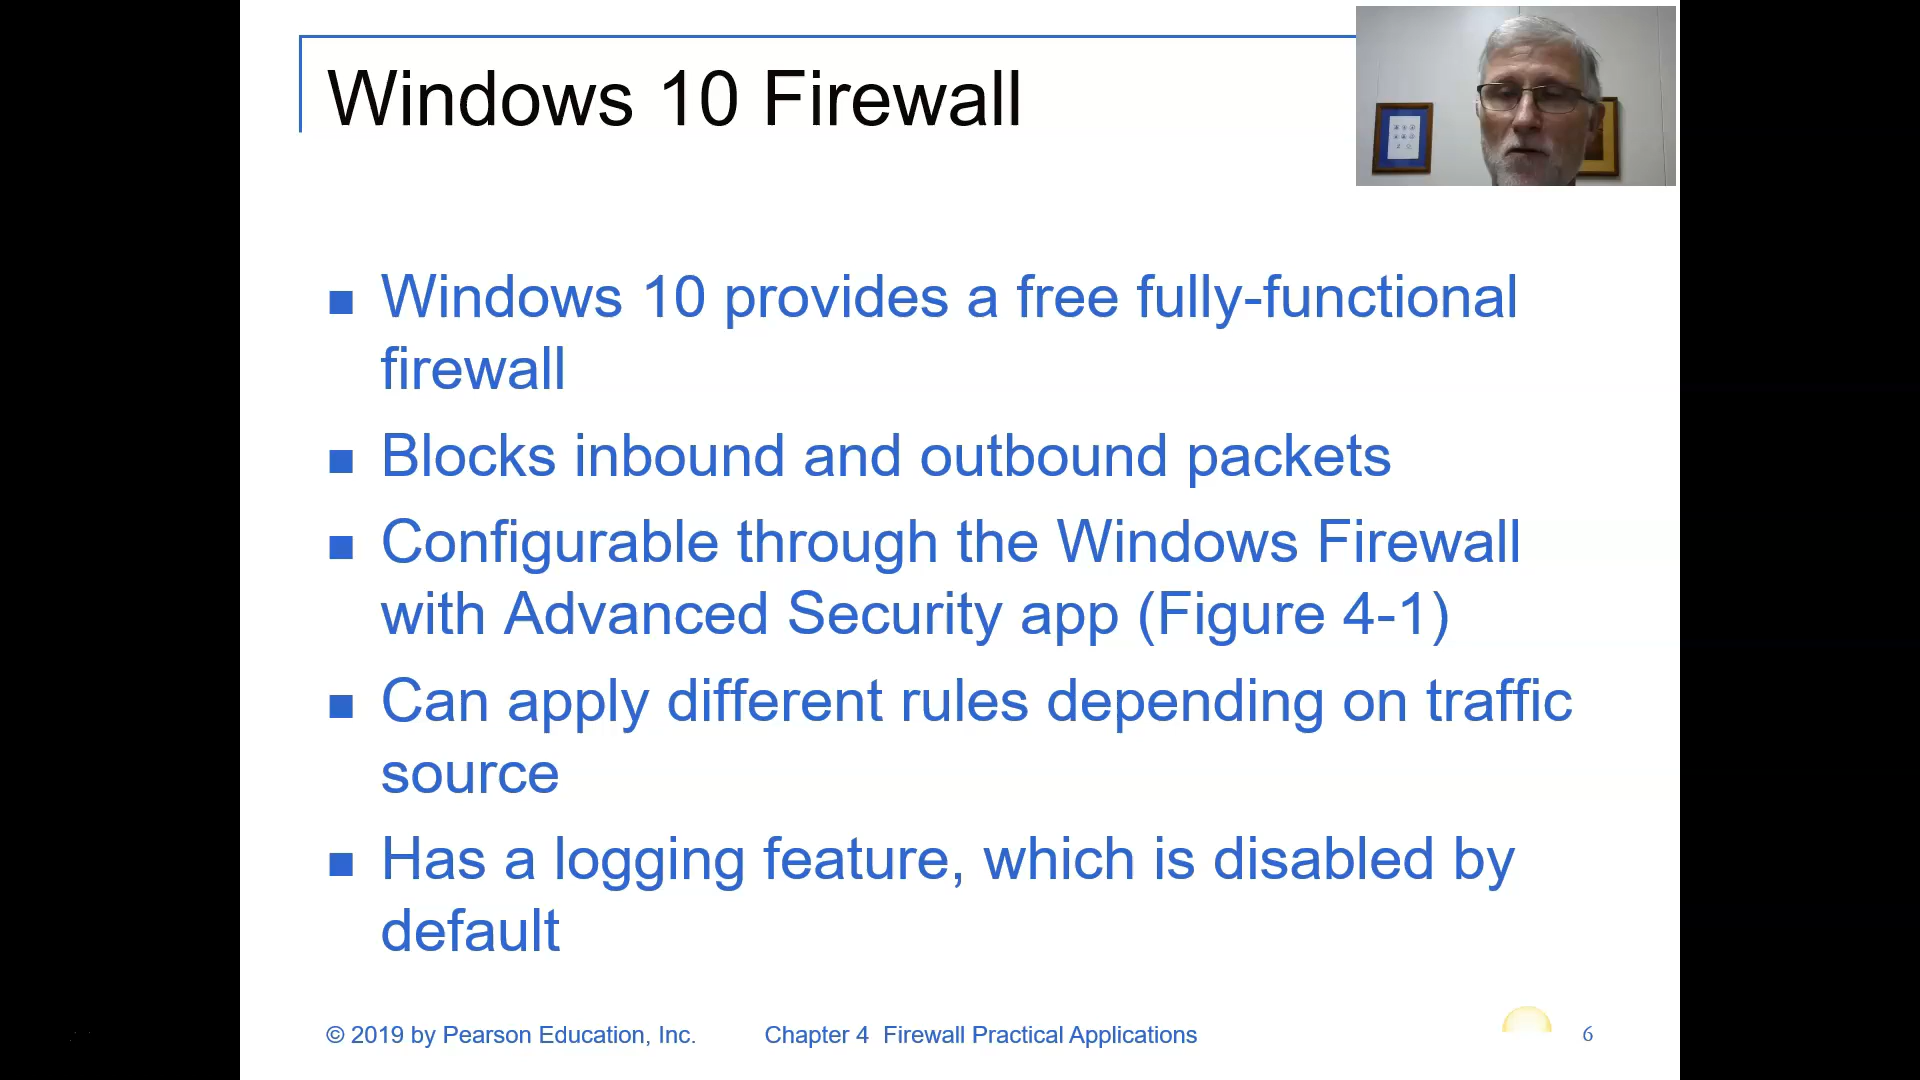 Windows 10 Firewall
Windows 10 provides a free fully-functional
firewall
Blocks inbound and outbound packets
Configurable through the Windows Firewall
with Advanced Security app (Figure 4-1)
Can apply different rules depending on traffic
source
Has a logging feature, which is disabled by
default
© 2019 by Pearson Education, Inc.
Chapter 4 Firewall Practical Applications
6